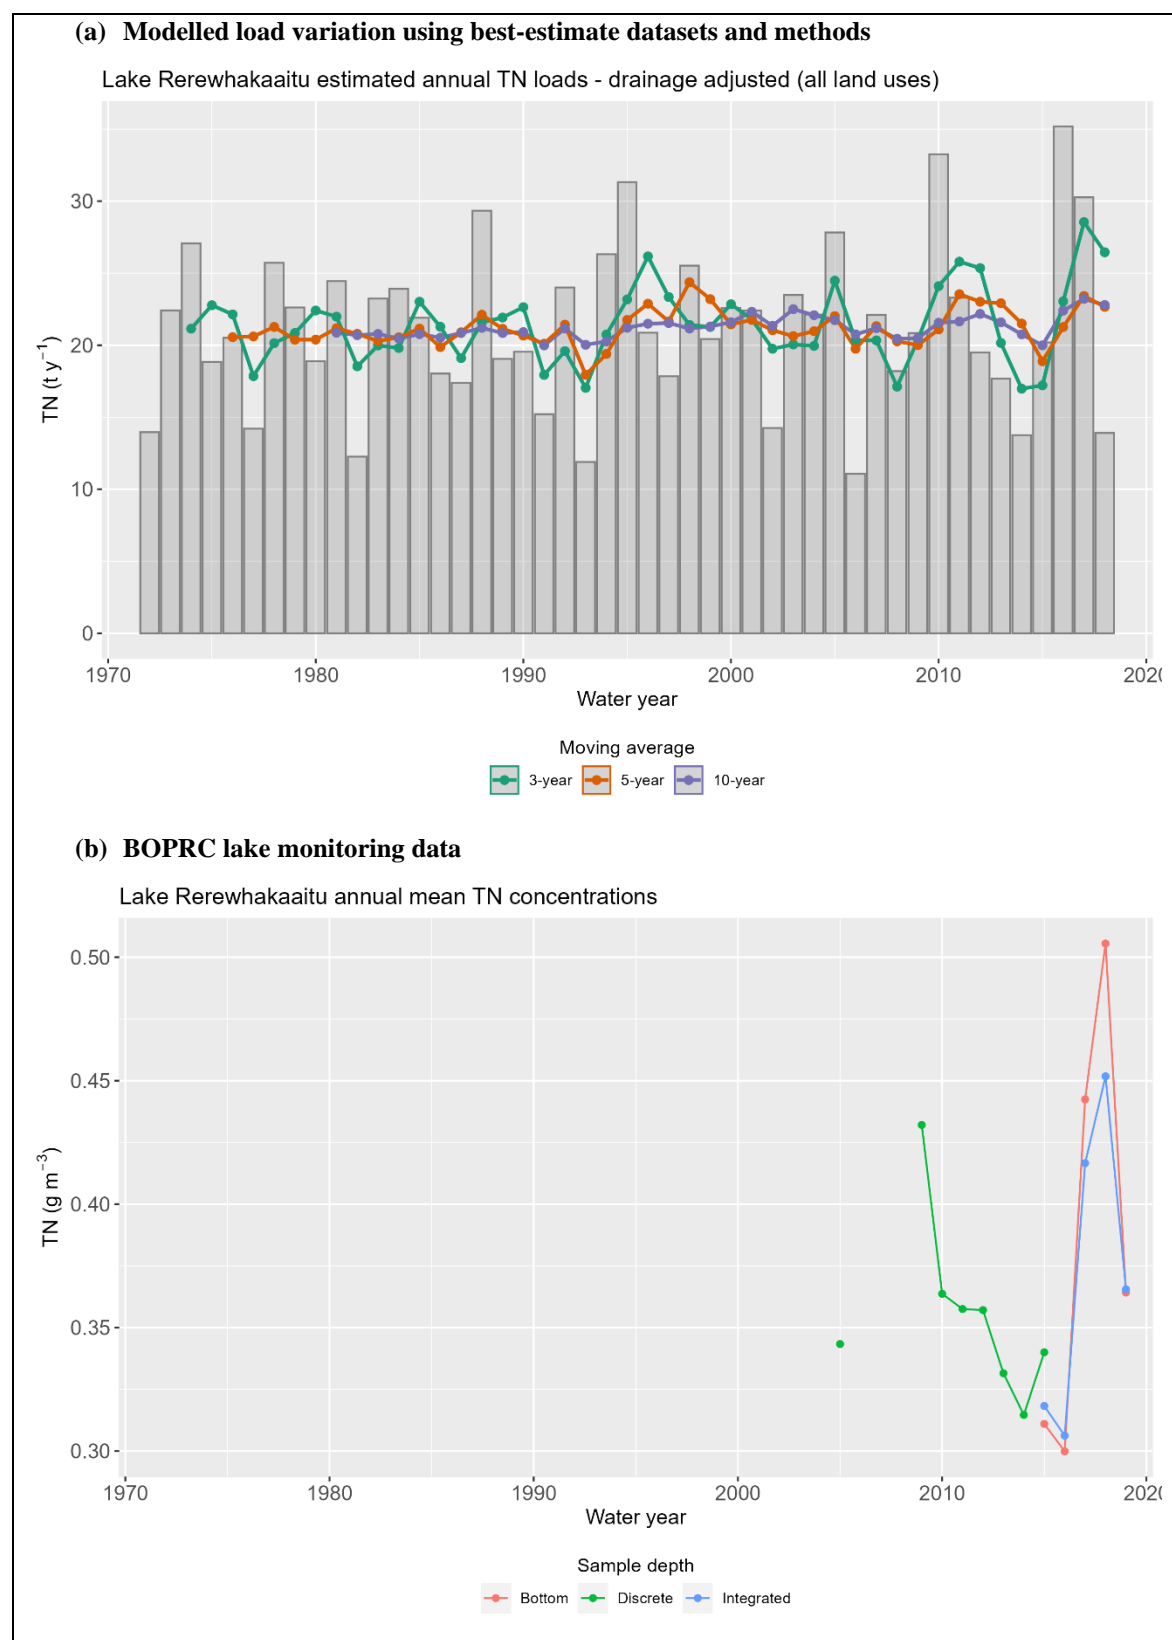 (a) Modelled load variation using best-estimate datasets and methods
Lake Rerewhakaaitu estimated annual TN loads - drainage adjusted (all land uses)
TN (t y⁻¹)
30
20
10
0
1970 1980 1990 2000 2010 2020
Water year
Moving average
3-year 5-year 10-year
(b) BOPRC lake monitoring data
Lake Rerewhakaaitu annual mean TN concentrations
TN (g m⁻³)
0.50
0.45
0.40
0.35
0.30
1970 1980 1990 2000 2010 2020
Water year
Sample depth
Bottom Discrete Integrated